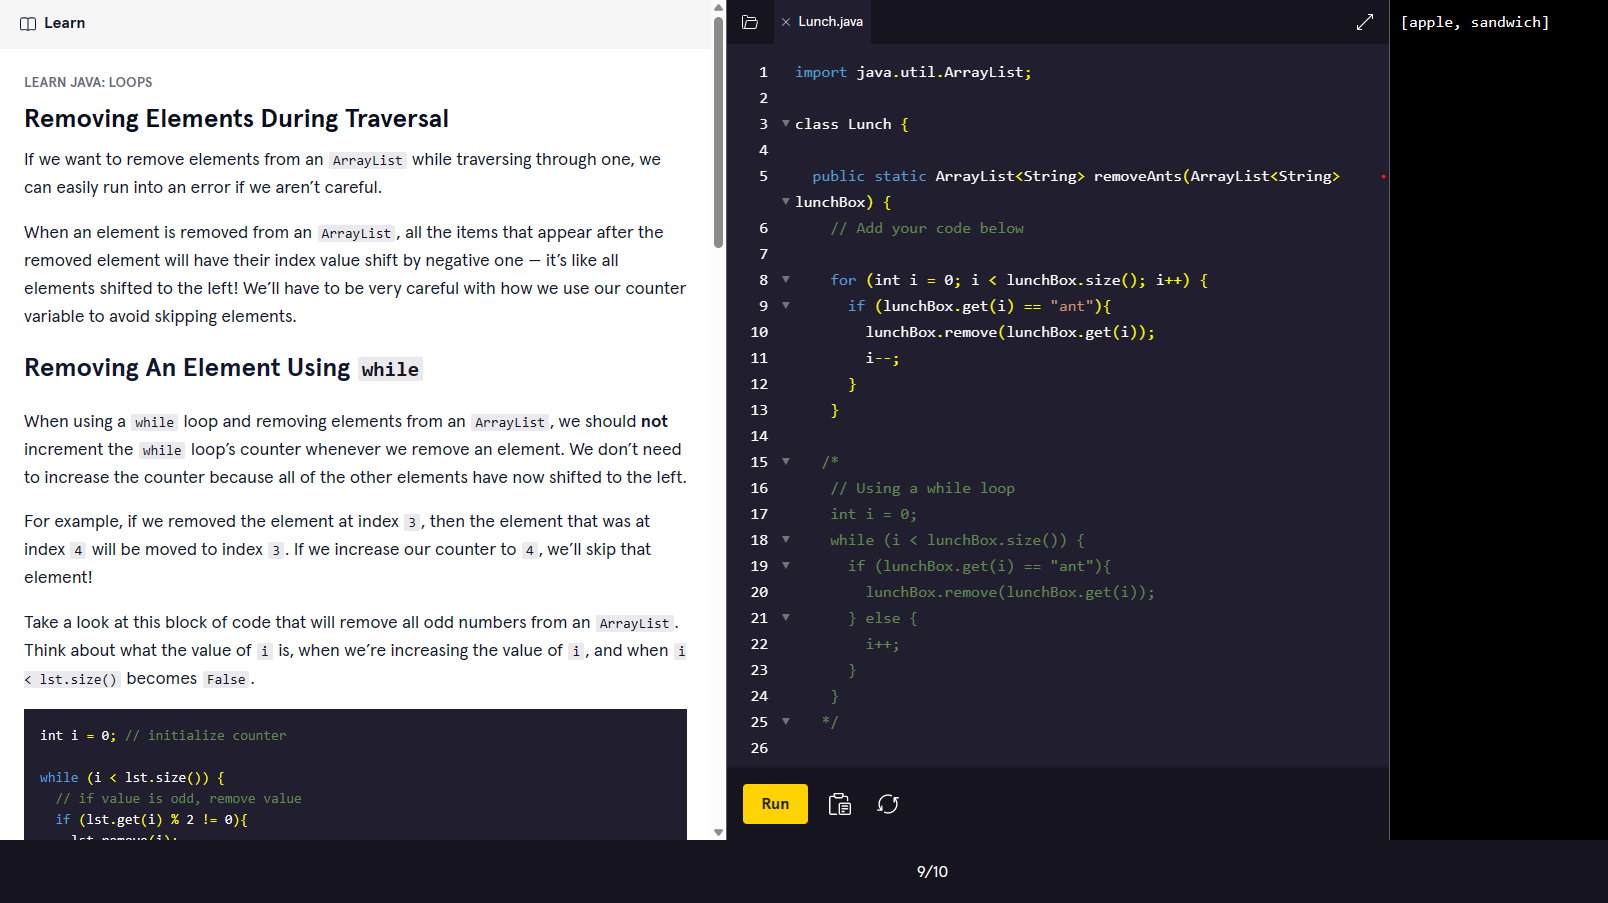 Learn
LEARN JAVA: LOOPS
Removing Elements During Traversal
If we want to remove elements from an ArrayList while traversing through one, we
can easily run into an error if we aren’t careful.
When an element is removed from an ArrayList, all the items that appear after the
removed element will have their index value shift by negative one — it’s like all
elements shifted to the left! We’ll have to be very careful with how we use our counter
variable to avoid skipping elements.
Removing An Element Using while
When using a while loop and removing elements from an ArrayList, we should not
increment the while loop’s counter whenever we remove an element. We don’t need
to increase the counter because all of the other elements have now shifted to the left.
For example, if we removed the element at index 3, then the element that was at
index 4 will be moved to index 3. If we increase our counter to 4, we’ll skip that
element!
Take a look at this block of code that will remove all odd numbers from an ArrayList.
Think about what the value of i is, when we’re increasing the value of i, and when i
< lst.size() becomes False.
int i = 0; // initialize counter
while (i < lst.size()) {
// if value is odd, remove value
if (lst.get(i) % 2 != 0){
lst.remove(i);
Lunch.java
1 import java.util.ArrayList;
2
3 class Lunch {
4
5 public static ArrayList<String> removeAnts(ArrayList<String>
lunchBox) {
6 // Add your code below
7
8 for (int i = 0; i < lunchBox.size(); i++) {
9 if (lunchBox.get(i) == "ant"){
10 lunchBox.remove(lunchBox.get(i));
11 i--;
12 }
13 }
14
15 /*
16 // Using a while loop
17 int i = 0;
18 while (i < lunchBox.size()) {
19 if (lunchBox.get(i) == "ant"){
20 lunchBox.remove(lunchBox.get(i));
21 } else {
22 i++;
23 }
24 }
25 */
26
Run
[apple, sandwich]
9/10